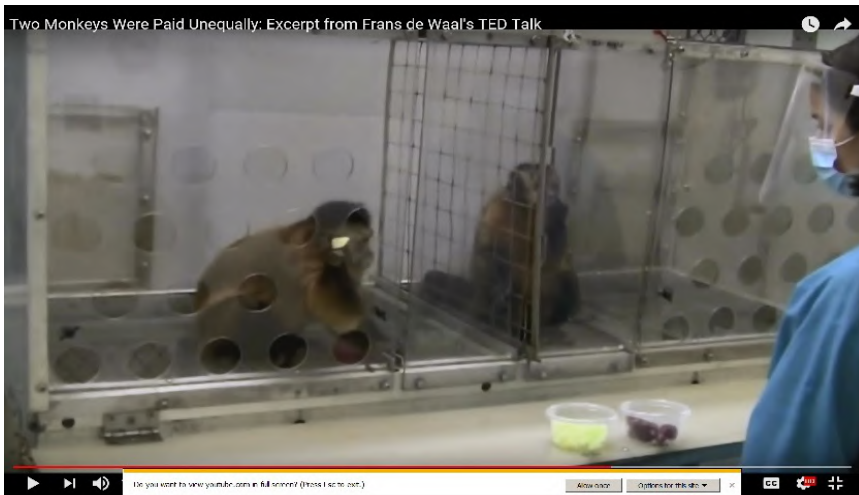 Two Monkeys Were Paid Unequally: Excerpt from Frans de Waal's TED Talk
Do you want to view youtube.com in full screen? (Press Esc to exit.)
Allow once
Options for this site
CC
HD